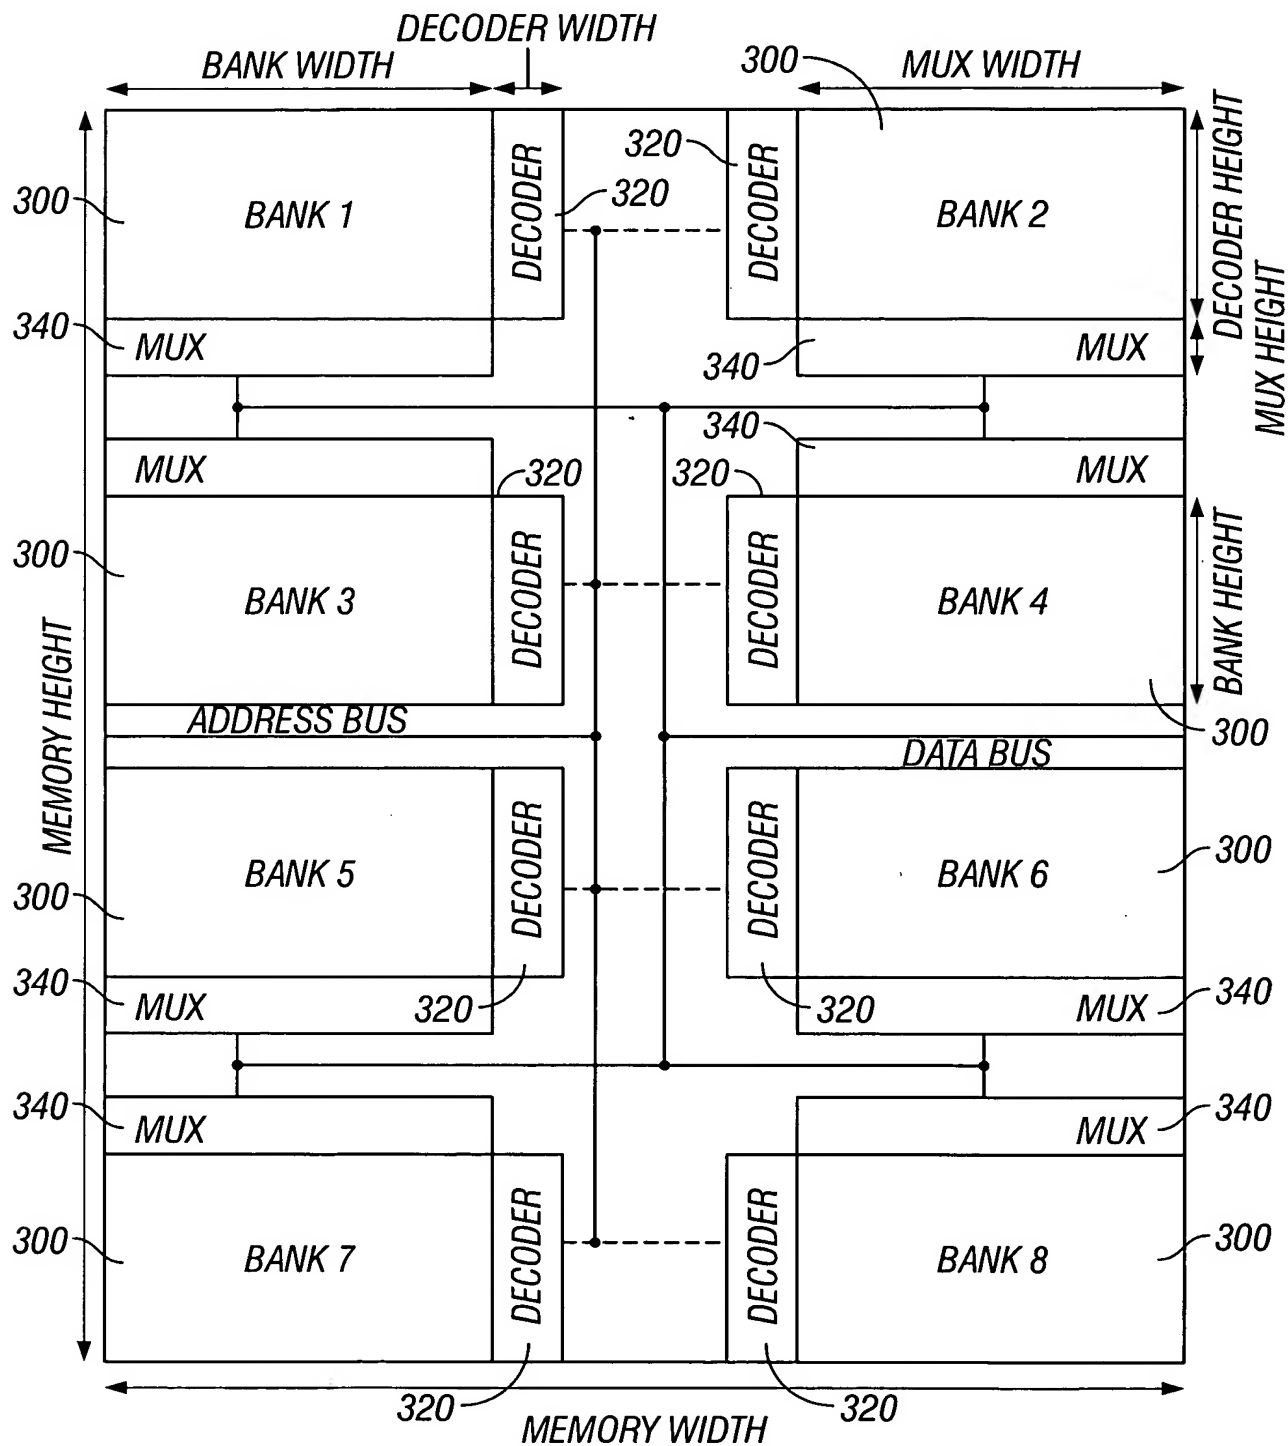 DECODER WIDTH
BANK WIDTH
300
MUX WIDTH
320
DECODER
DECODER
320
300
BANK 1
BANK 2
DECODER HEIGHT
340
MUX
340
MUX
MUX HEIGHT
340
MUX
320
320
MUX
300
BANK 3
DECODER
DECODER
BANK 4
BANK HEIGHT
MEMORY HEIGHT
ADDRESS BUS
300
DATA BUS
300
BANK 5
DECODER
DECODER
BANK 6
300
340
MUX
320
320
MUX
340
340
MUX
MUX
340
300
BANK 7
DECODER
DECODER
BANK 8
300
320
320
MEMORY WIDTH